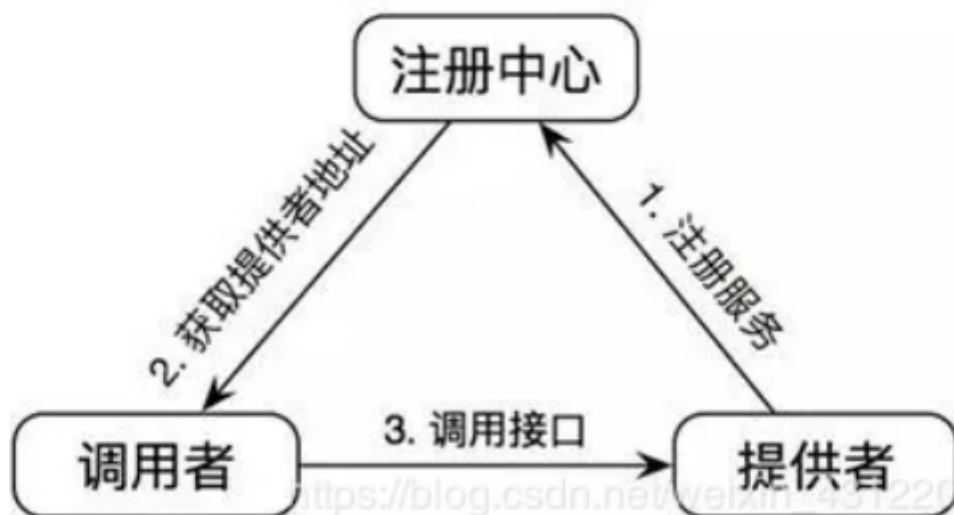 注册中心
2. 获取提供者地址
1. 注册服务
调用者
3. 调用接口
提供者
https://blog.csdn.net/weixin_431220